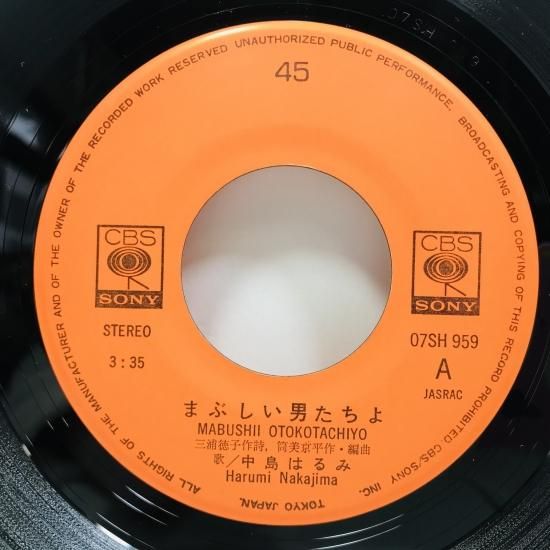 ALL RIGHTS OF THE MANUFACTURER AND OF THE OWNER OF THE RECORDED WORK RESERVED UNAUTHORIZED PUBLIC PERFORMANCE, BROADCASTING AND COPYING OF THIS RECORD PROHIBITED CBS/SONY INC. TOKYO JAPAN.
45
CBS
SONY
CBS
SONY
STEREO
3:35
07SH 959
A
JASRAC
まぶしい男たちよ
MABUSHII OTOKOTACHIYO
三浦徳子作詩, 筒美京平作・編曲
歌/中島はるみ
Harumi Nakajima